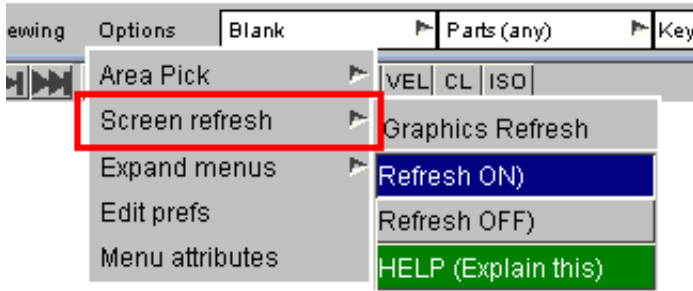 ewing Options Blank Parts (any) Key
VEL CL ISO
Area Pick
Screen refresh
Expand menus
Edit prefs
Menu attributes
Graphics Refresh
Refresh ON)
Refresh OFF)
HELP (Explain this)